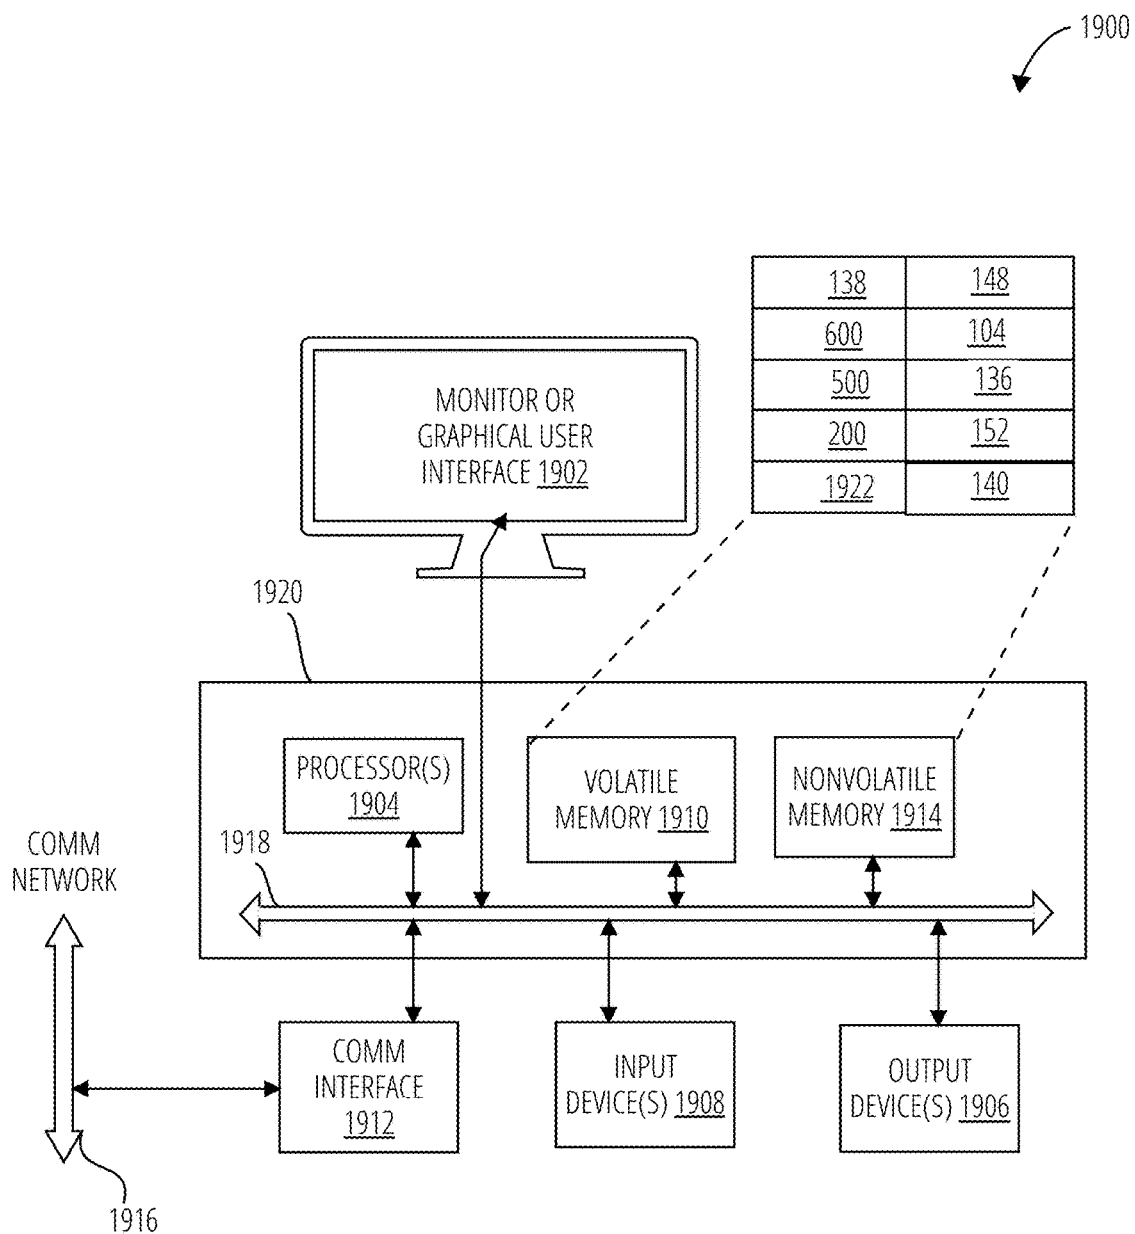 1900
138 148
600 104
500 136
200 152
1922 140
MONITOR OR
GRAPHICAL USER
INTERFACE 1902
1920
PROCESSOR(S)
1904
VOLATILE
MEMORY 1910
NONVOLATILE
MEMORY 1914
1918
COMM
NETWORK
COMM
INTERFACE
1912
INPUT
DEVICE(S) 1908
OUTPUT
DEVICE(S) 1906
1916